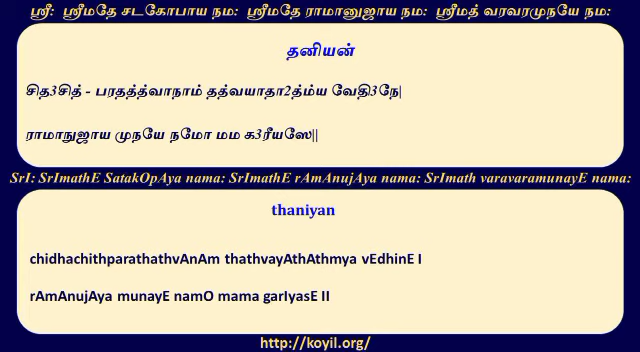 ஸ்ரீ: ஸ்ரீமதே சடகோபாய நம: ஸ்ரீமதே ராமானுஜாய நம: ஸ்ரீமத் வரவரமுநயே நம:
தனியன்
சித3சித் - பரதத்த்வாநாம் தத்வயாதா2த்ம்ய வேதி3நே|
ராமாநுஜாய முநயே நமோ மம க3ரீயஸே||
SrI: SrImathE SatakOpAya nama: SrImathE rAmAnujAya nama: SrImath varavaramunayE nama:
thaniyan
chidhachithparathathvAnAm thathvayAthAthmya vEdhinE I
rAmAnujAya munayE namO mama garIyasE II
http://koyil.org/